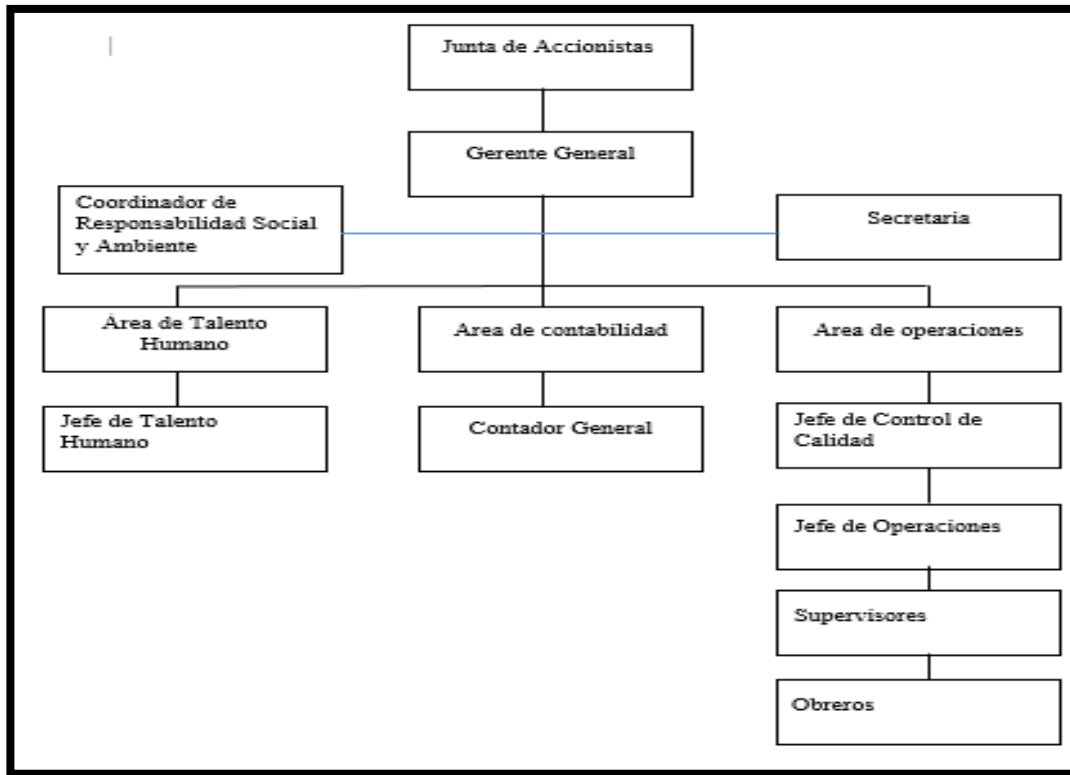 Junta de Accionistas
Gerente General
Coordinador de
Responsabilidad Social
y Ambiente
Secretaria
Área de Talento
Humano
Area de contabilidad
Area de operaciones
Jefe de Talento
Humano
Contador General
Jefe de Control de
Calidad
Jefe de Operaciones
Supervisores
Obreros